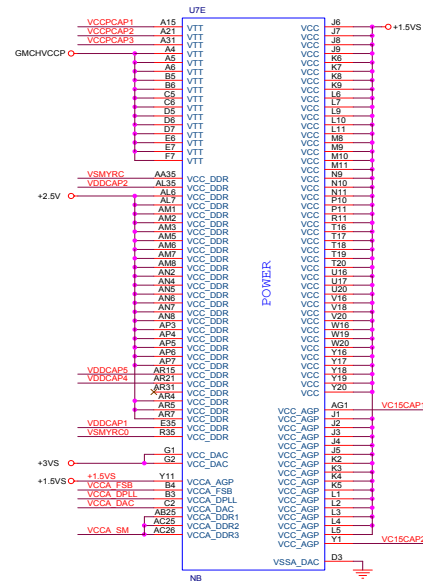 U7E
VCCPCAP1 A15 VTT VCC J6 +1.5VS
VCCPCAP2 A21 VTT VCC J7
VCCPCAP3 A31 VTT VCC J8
GMCHVCCP A4 VTT VCC J9
A5 VTT VCC K6
A6 VTT VCC K7
B5 VTT VCC K8
B6 VTT VCC K9
C5 VTT VCC L6
C6 VTT VCC L7
D5 VTT VCC L9
D6 VTT VCC L10
D7 VTT VCC L11
E6 VTT VCC M8
E7 VTT VCC M9
F7 VTT VCC M10
VCC M11
VSMYRC AA35 VCC_DDR VCC N9
VDDCAP2 AL35 VCC_DDR VCC N10
+2.5V AL6 VCC_DDR VCC N11
AL7 VCC_DDR VCC P10
AM1 VCC_DDR VCC P11
AM2 VCC_DDR VCC R11
AM3 VCC_DDR VCC T16
AM5 VCC_DDR VCC T17
AM6 VCC_DDR VCC T18
AM7 VCC_DDR VCC T19
AM8 VCC_DDR VCC T20
AN2 VCC_DDR VCC U16
AN4 VCC_DDR VCC U17
AN5 VCC_DDR VCC U20
AN6 VCC_DDR VCC V16
AN7 VCC_DDR VCC V18
AN8 VCC_DDR VCC V20
AP3 VCC_DDR VCC W16
AP4 VCC_DDR VCC W19
AP5 VCC_DDR VCC W20
AP6 VCC_DDR VCC Y16
AP7 VCC_DDR VCC Y17
VDDCAP5 AR15 VCC_DDR VCC Y18
VDDCAP4 AR21 VCC_DDR VCC Y19
AR31 VCC_DDR VCC Y20
AR4 VCC_DDR
AR5 VCC_DDR VCC_AGP AG1 VC15CAP1
AR7 VCC_DDR VCC_AGP J1
VDDCAP1 E35 VCC_DDR VCC_AGP J2
VSMYRC0 R35 VCC_DDR VCC_AGP J3
VCC_AGP J4
G1 VCC_DAC VCC_AGP J5
+3VS G2 VCC_DAC VCC_AGP K2
VCC_AGP K3
+1.5VS +1.5VS Y11 VCCA_AGP VCC_AGP K4
VCCA_FSB B4 VCCA_FSB VCC_AGP K5
VCCA_DPLL B3 VCCA_DPLL VCC_AGP L1
VCCA_DAC C2 VCCA_DAC VCC_AGP L2
AB25 VCCA_DDR1 VCC_AGP L3
AC25 VCCA_DDR2 VCC_AGP L4
VCCA_SM AC26 VCCA_DDR3 VCC_AGP L5
VCC_AGP Y1 VC15CAP2
VSSA_DAC D3
POWER
NB